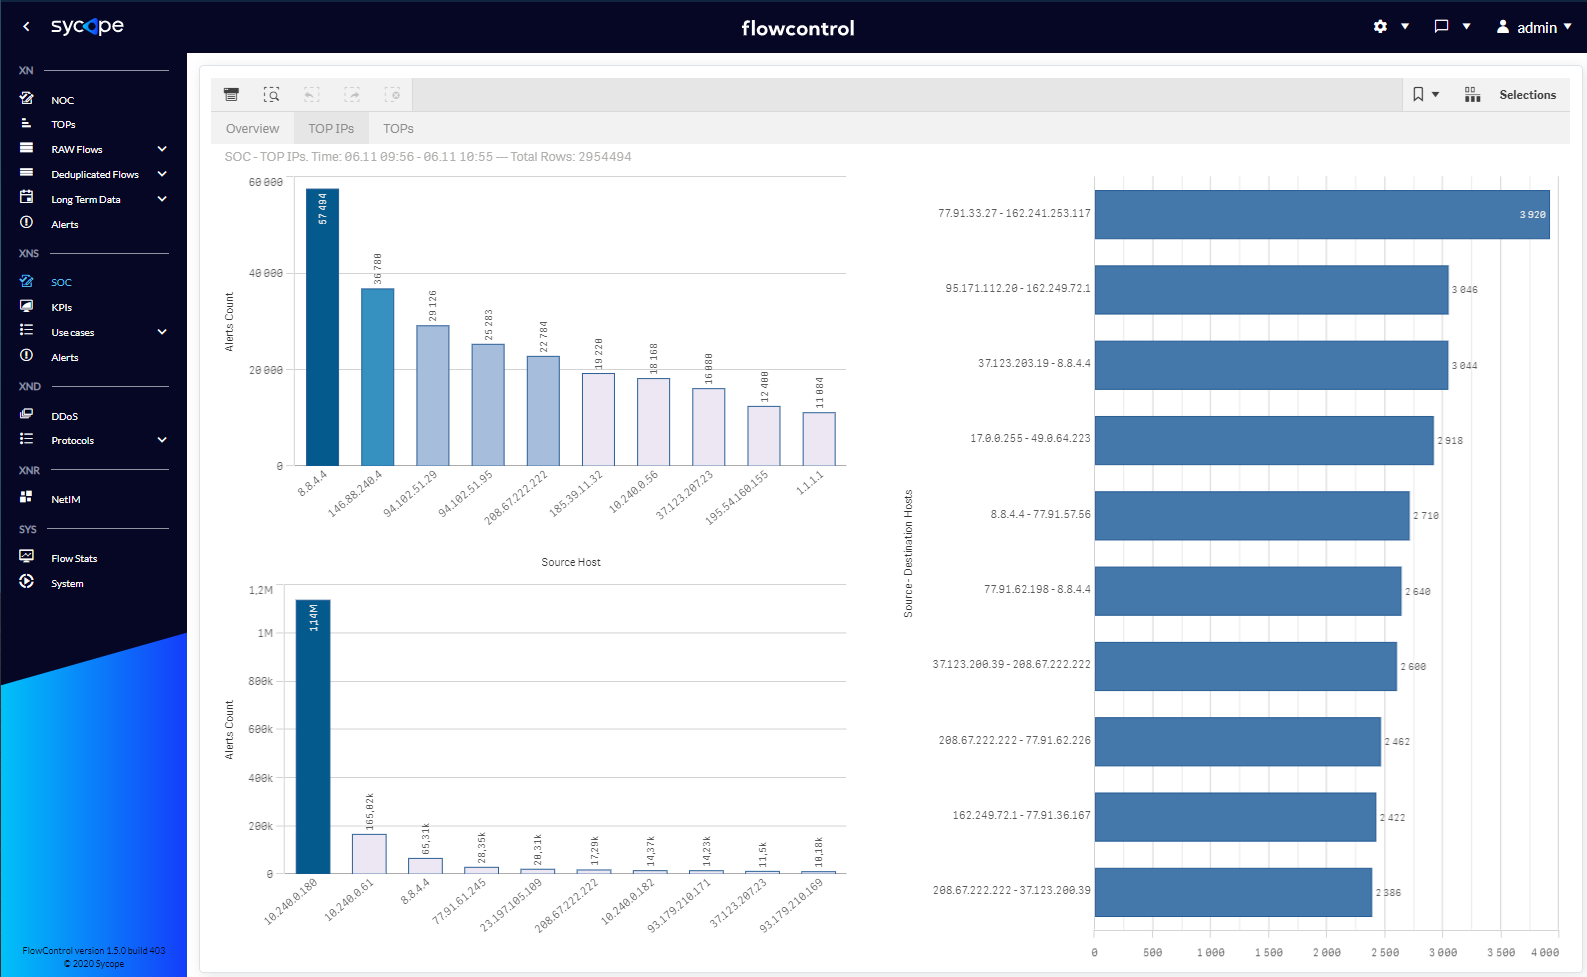 sycope
flowcontrol
admin
XN
NOC
TOPs
RAW Flows
Deduplicated Flows
Long Term Data
Alerts
XNS
SOC
KPIs
Use cases
Alerts
XND
DDoS
Protocols
XNR
NetIM
SYS
Flow Stats
System
FlowControl version 1.5.0 build 403
© 2020 Sycope
Selections
Overview
TOP IPs
TOPs
SOC - TOP IPs. Time: 06.11 09:56 - 06.11 10:55 — Total Rows: 2954494
Alerts Count
60 000
40 000
20 000
0
57 494
36 780
29 126
25 283
22 784
19 220
18 168
16 080
12 400
11 084
8.8.4.4
146.88.240.4
94.102.51.29
94.102.51.95
208.67.222.222
185.39.11.32
10.240.0.56
37.123.207.23
195.54.160.155
1.1.1.1
Source Host
Alerts Count
1,2M
1M
800k
600k
400k
200k
0
1,14M
165,02k
65,31k
28,35k
20,31k
17,29k
14,37k
14,23k
11,5k
10,18k
10.240.0.180
10.240.0.61
8.8.4.4
77.91.61.245
23.197.105.109
208.67.222.222
10.240.0.182
93.179.210.171
37.123.207.23
93.179.210.169
Source - Destination Hosts
77.91.33.27 - 162.241.253.117
3 920
95.171.112.20 - 162.249.72.1
3 046
37.123.203.19 - 8.8.4.4
3 044
17.0.0.255 - 49.0.64.223
2 918
8.8.4.4 - 77.91.57.56
2 710
77.91.62.198 - 8.8.4.4
2 640
37.123.200.39 - 208.67.222.222
2 600
208.67.222.222 - 77.91.62.226
2 462
162.249.72.1 - 77.91.36.167
2 422
208.67.222.222 - 37.123.200.39
2 386
0
500
1 000
1 500
2 000
2 500
3 000
3 500
4 000